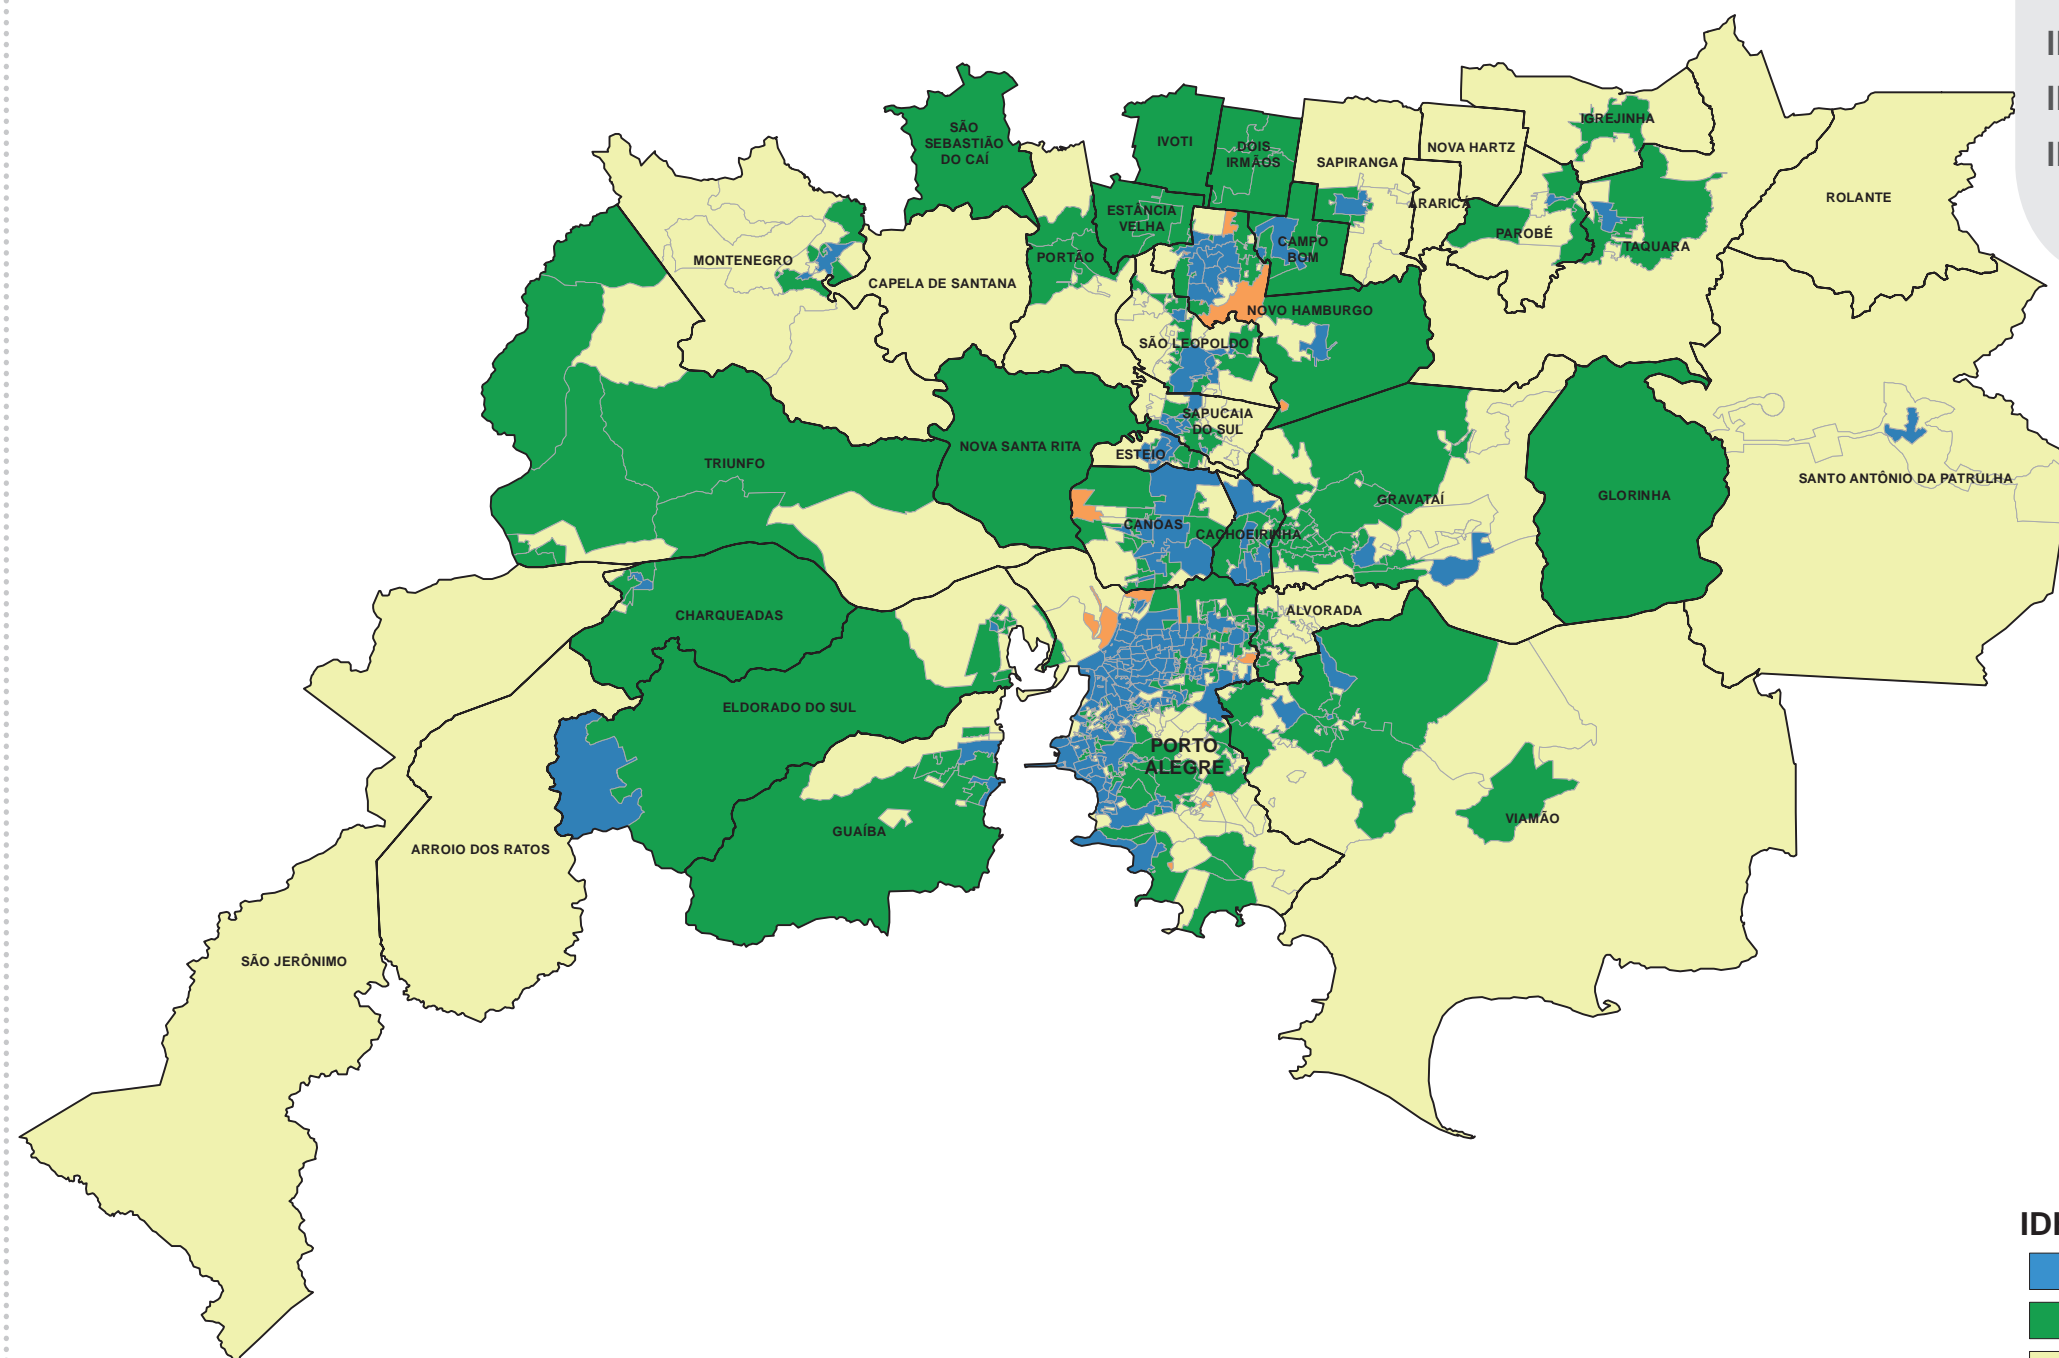 SÃO
SEBASTIÃO
DO CAÍ
IVOTI
DOIS
IRMÃOS
SAPIRANGA
NOVA HARTZ
IGREJINHA
ARARICÁ
ROLANTE
ESTÂNCIA
VELHA
CAMPO
BOM
PAROBÉ
TAQUARA
MONTENEGRO
CAPELA DE SANTANA
PORTÃO
NOVO HAMBURGO
SÃO LEOPOLDO
SAPUCAIA
DO SUL
NOVA SANTA RITA
ESTEIO
TRIUNFO
SANTO ANTÔNIO DA PATRULHA
GLORINHA
GRAVATAÍ
CANOAS
CACHOEIRINHA
CHARQUEADAS
ALVORADA
ELDORADO DO SUL
PORTO
ALEGRE
VIAMÃO
GUAÍBA
ARROIO DOS RATOS
SÃO JERÔNIMO